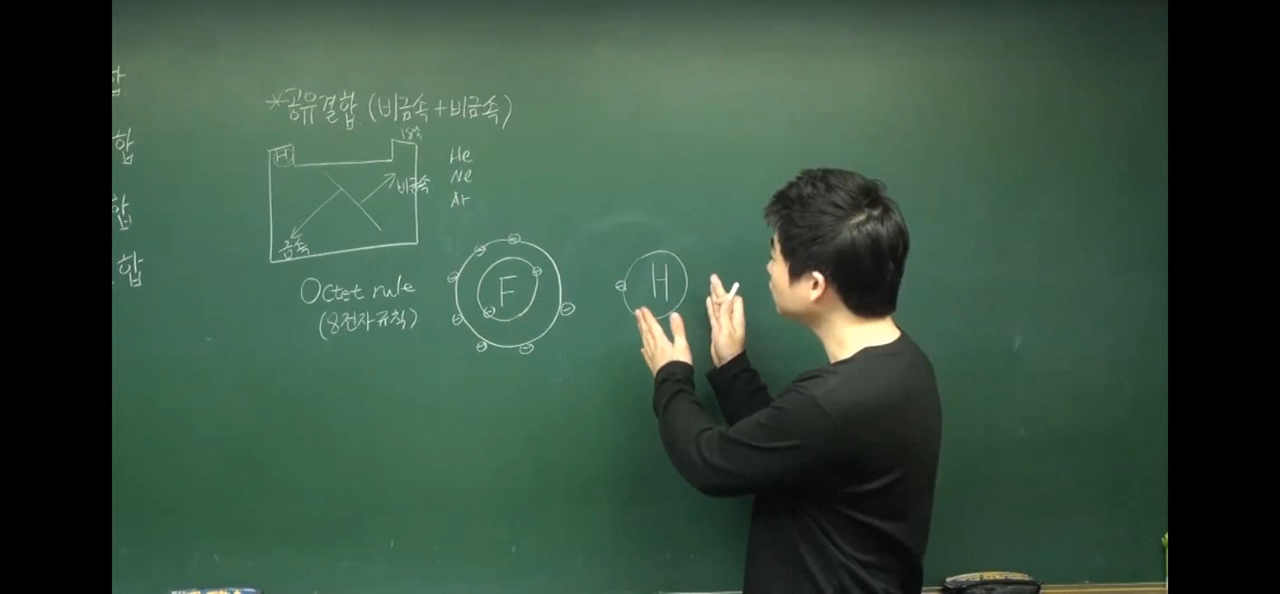 합
합
합
합
*공유결합 (비금속+비금속)
18족
H
He
Ne
Ar
비금속
금속
Octet rule
(8전자규칙)
F
H